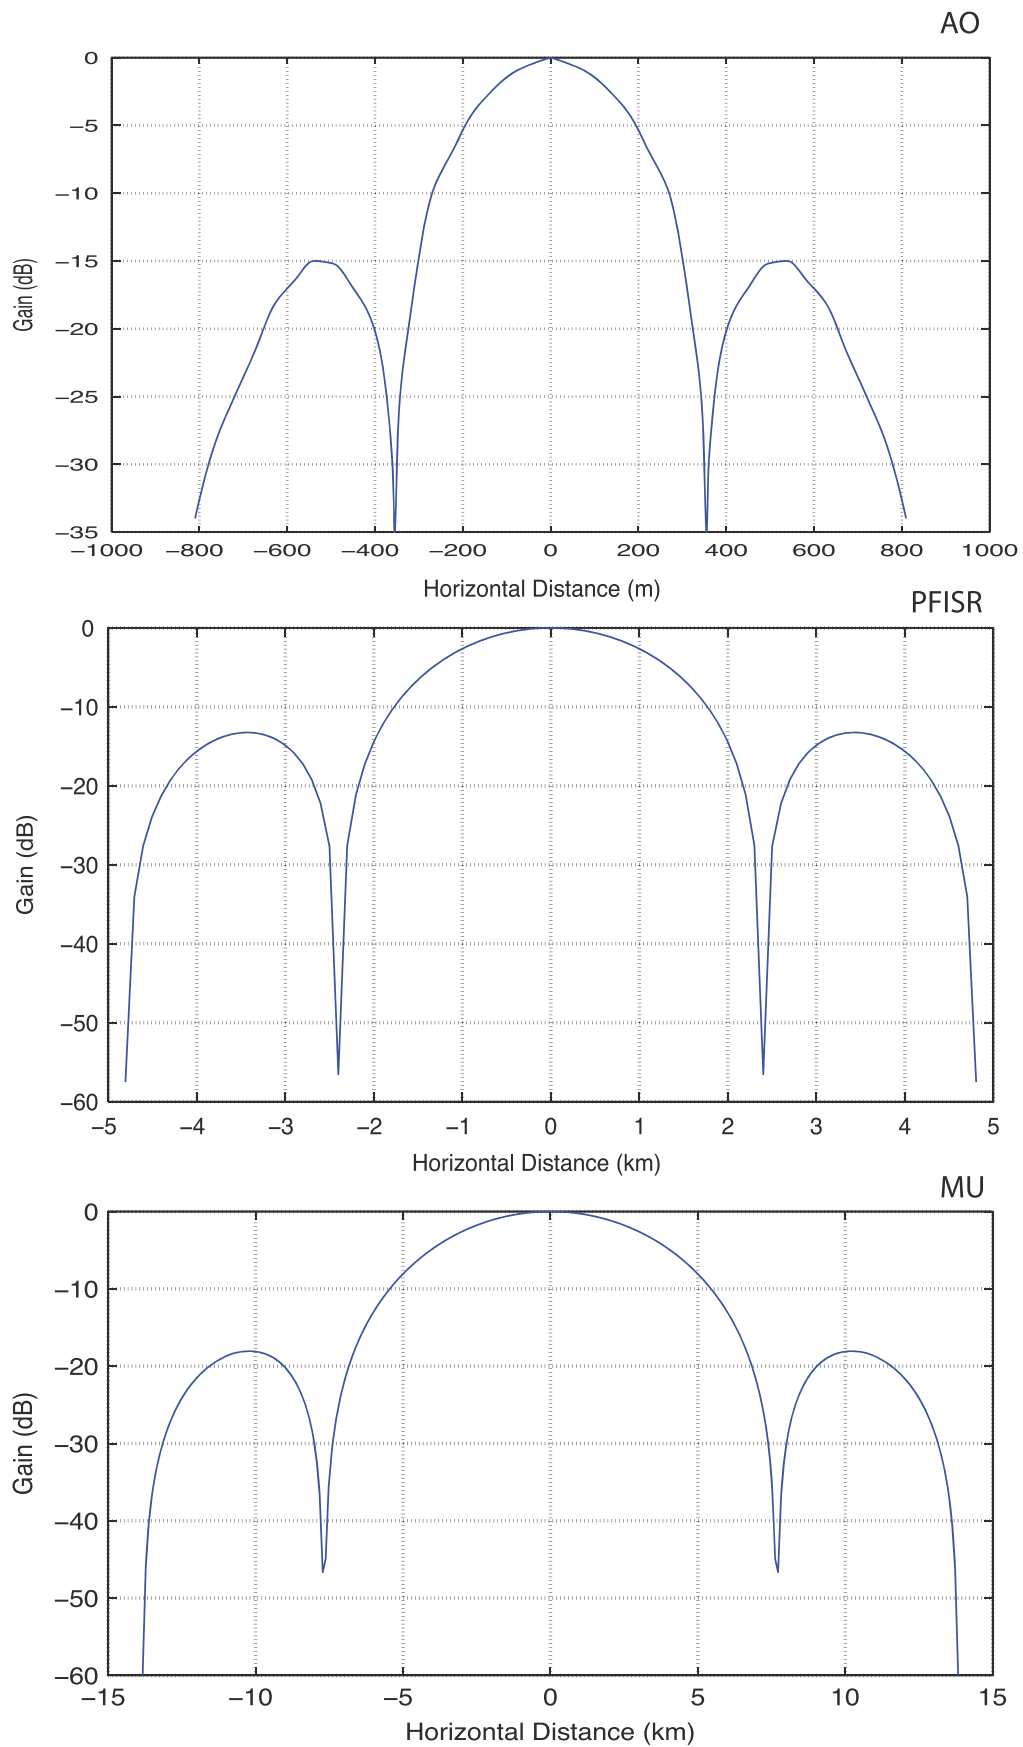 AO
0
−5
−10
−15
−20
−25
−30
−35
Gain (dB)
−1000 −800 −600 −400 −200 0 200 400 600 800 1000
Horizontal Distance (m)
PFISR
0
−10
−20
−30
−40
−50
−60
Gain (dB)
−5 −4 −3 −2 −1 0 1 2 3 4 5
Horizontal Distance (km)
MU
0
−10
−20
−30
−40
−50
−60
Gain (dB)
−15 −10 −5 0 5 10 15
Horizontal Distance (km)